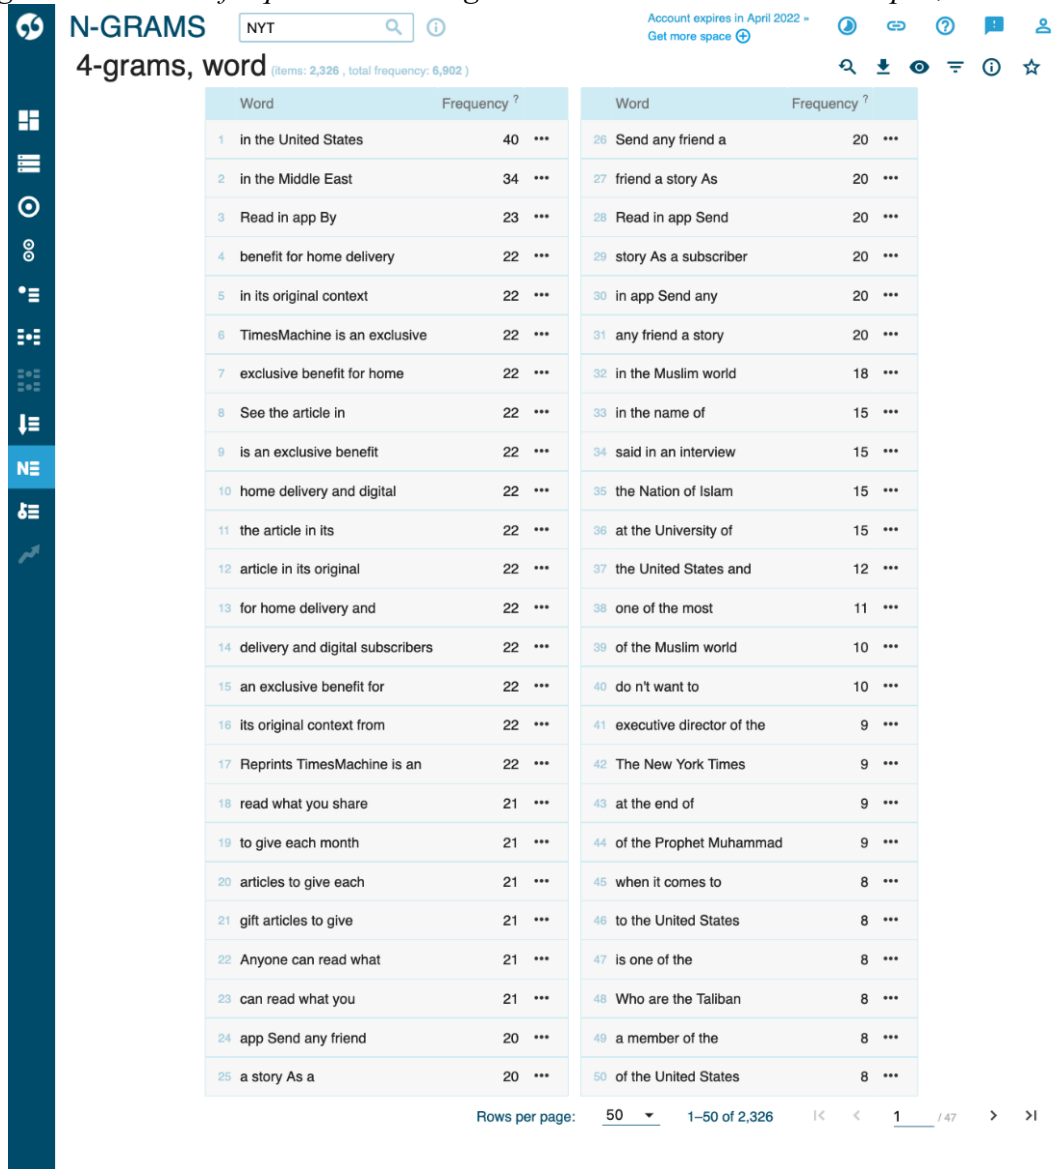 N-GRAMS
NYT
Account expires in April 2022 -
Get more space
4-grams, word (items: 2,326 , total frequency: 6,902 )
Word Frequency ?
1 in the United States 40 •••
2 in the Middle East 34 •••
3 Read in app By 23 •••
4 benefit for home delivery 22 •••
5 in its original context 22 •••
6 TimesMachine is an exclusive 22 •••
7 exclusive benefit for home 22 •••
8 See the article in 22 •••
9 is an exclusive benefit 22 •••
10 home delivery and digital 22 •••
11 the article in its 22 •••
12 article in its original 22 •••
13 for home delivery and 22 •••
14 delivery and digital subscribers 22 •••
15 an exclusive benefit for 22 •••
16 its original context from 22 •••
17 Reprints TimesMachine is an 22 •••
18 read what you share 21 •••
19 to give each month 21 •••
20 articles to give each 21 •••
21 gift articles to give 21 •••
22 Anyone can read what 21 •••
23 can read what you 21 •••
24 app Send any friend 20 •••
25 a story As a 20 •••
Word Frequency ?
26 Send any friend a 20 •••
27 friend a story As 20 •••
28 Read in app Send 20 •••
29 story As a subscriber 20 •••
30 in app Send any 20 •••
31 any friend a story 20 •••
32 in the Muslim world 18 •••
33 in the name of 15 •••
34 said in an interview 15 •••
35 the Nation of Islam 15 •••
36 at the University of 15 •••
37 the United States and 12 •••
38 one of the most 11 •••
39 of the Muslim world 10 •••
40 do n't want to 10 •••
41 executive director of the 9 •••
42 The New York Times 9 •••
43 at the end of 9 •••
44 of the Prophet Muhammad 9 •••
45 when it comes to 8 •••
46 to the United States 8 •••
47 is one of the 8 •••
48 Who are the Taliban 8 •••
49 a member of the 8 •••
50 of the United States 8 •••
Rows per page: 50 1–50 of 2,326 1 / 47